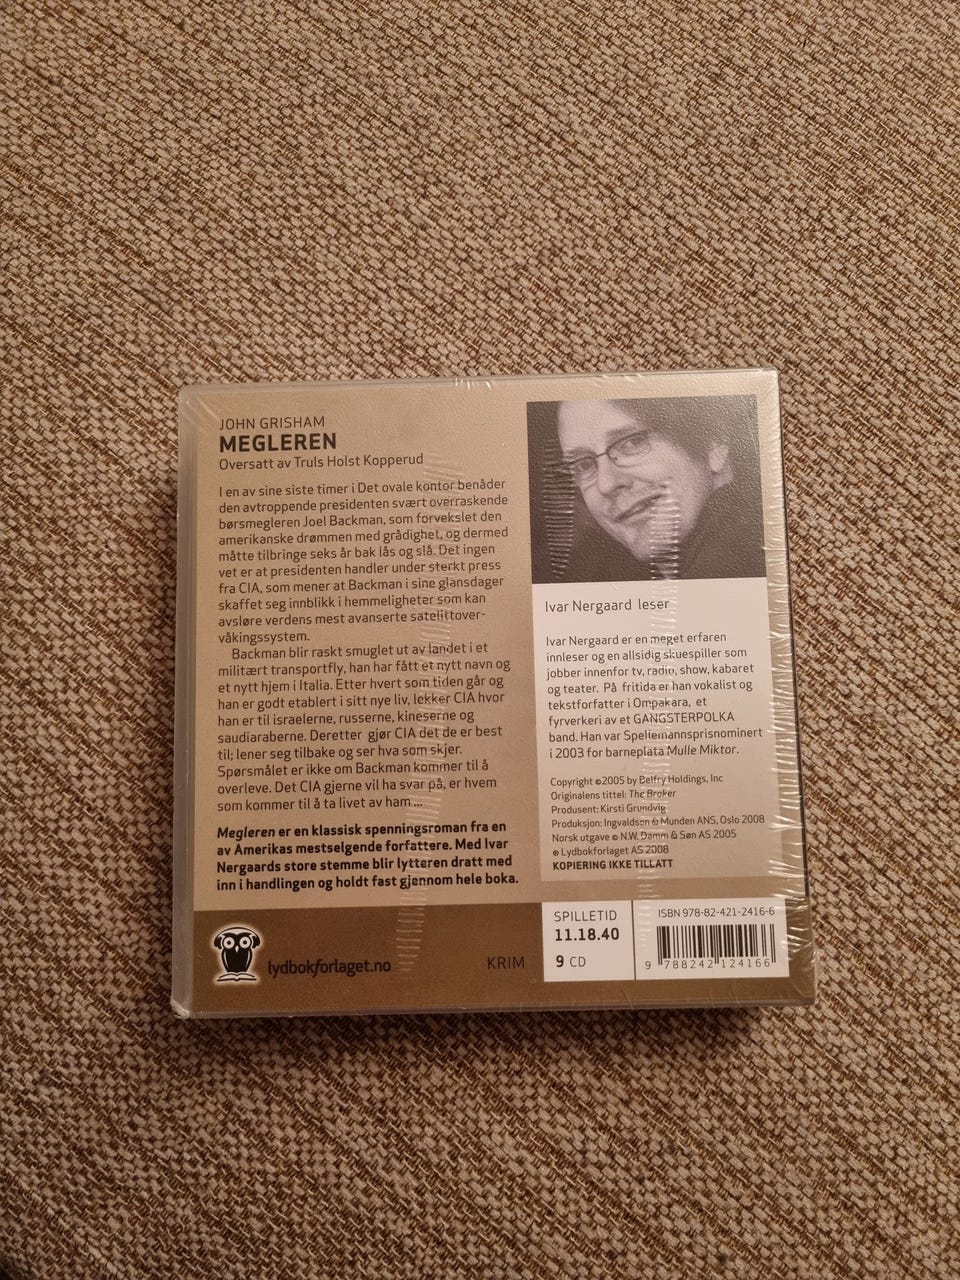 JOHN GRISHAM
MEGLEREN
Oversatt av Truls Holst Kopperud
I en av sine siste timer i Det ovale kontor benåder
den avtroppende presidenten svært overraskende
børsmegleren Joel Backman, som forvekslet den
amerikanske drømmen med grådighet, og dermed
måtte tilbringe seks år bak lås og slå. Det ingen
vet er at presidenten handler under sterkt press
fra CIA, som mener at Backman i sine glansdager
skaffet seg innblikk i hemmeligheter som kan
avsløre verdens mest avanserte satelittover-
våkingssystem.
Backman blir raskt smuglet ut av landet i et
militært transportfly, han har fått et nytt navn og
et nytt hjem i Italia. Etter hvert som tiden går og
han er godt etablert i sitt nye liv, lekker CIA hvor
han er til israelerne, russerne, kineserne og
saudiaraberne. Deretter gjør CIA det de er best
til; lener seg tilbake og ser hva som skjer.
Spørsmålet er ikke om Backman kommer til å
overleve. Det CIA gjerne vil ha svar på, er hvem
som kommer til å ta livet av ham ...
Megleren er en klassisk spenningsroman fra en
av Amerikas mestselgende forfattere. Med Ivar
Nergaards store stemme blir lytteren dratt med
inn i handlingen og holdt fast gjennom hele boka.
lydbokforlaget.no
KRIM
Ivar Nergaard leser
Ivar Nergaard er en meget erfaren
innleser og en allsidig skuespiller som
jobber innenfor tv, radio, show, kabaret
og teater. På fritida er han vokalist og
tekstforfatter i Ompakara, et
fyrverkeri av et GANGSTERPOLKA
band. Han var Spellemannsprisnominert
i 2003 for barneplata Mulle Miktor.
Copyright ©2005 by Belfry Holdings, Inc
Originalens tittel: The Broker
Produsent: Kirsti Grundvig
Produksjon: Ingvaldsen & Munden ANS, Oslo 2008
Norsk utgave © N.W. Damm & Søn AS 2005
℗ Lydbokforlaget AS 2008
KOPIERING IKKE TILLATT
SPILLETID
11.18.40
9 CD
ISBN 978-82-421-2416-6
9 788242 124166